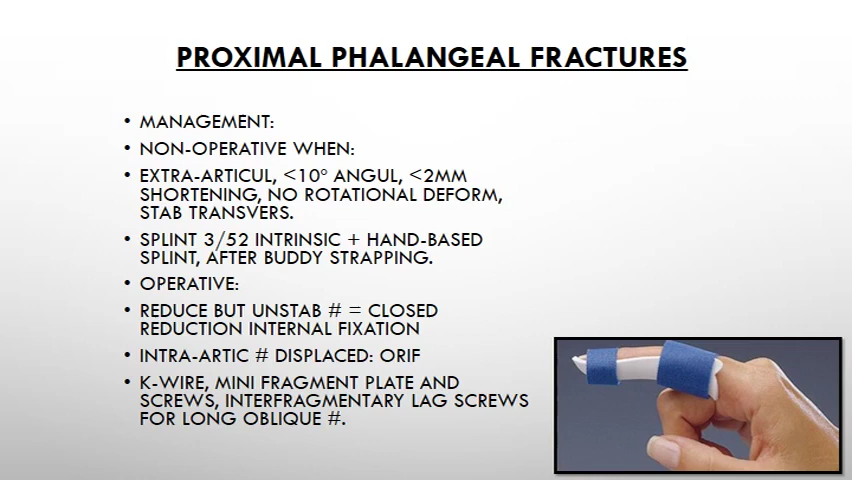 PROXIMAL PHALANGEAL FRACTURES
• MANAGEMENT:
• NON-OPERATIVE WHEN:
• EXTRA-ARTICUL, <10° ANGUL, <2MM
SHORTENING, NO ROTATIONAL DEFORM,
STAB TRANSVERS.
• SPLINT 3/52 INTRINSIC + HAND-BASED
SPLINT, AFTER BUDDY STRAPPING.
• OPERATIVE:
• REDUCE BUT UNSTAB # = CLOSED
REDUCTION INTERNAL FIXATION
• INTRA-ARTIC # DISPLACED: ORIF
• K-WIRE, MINI FRAGMENT PLATE AND
SCREWS, INTERFRAGMENTARY LAG SCREWS
FOR LONG OBLIQUE #.